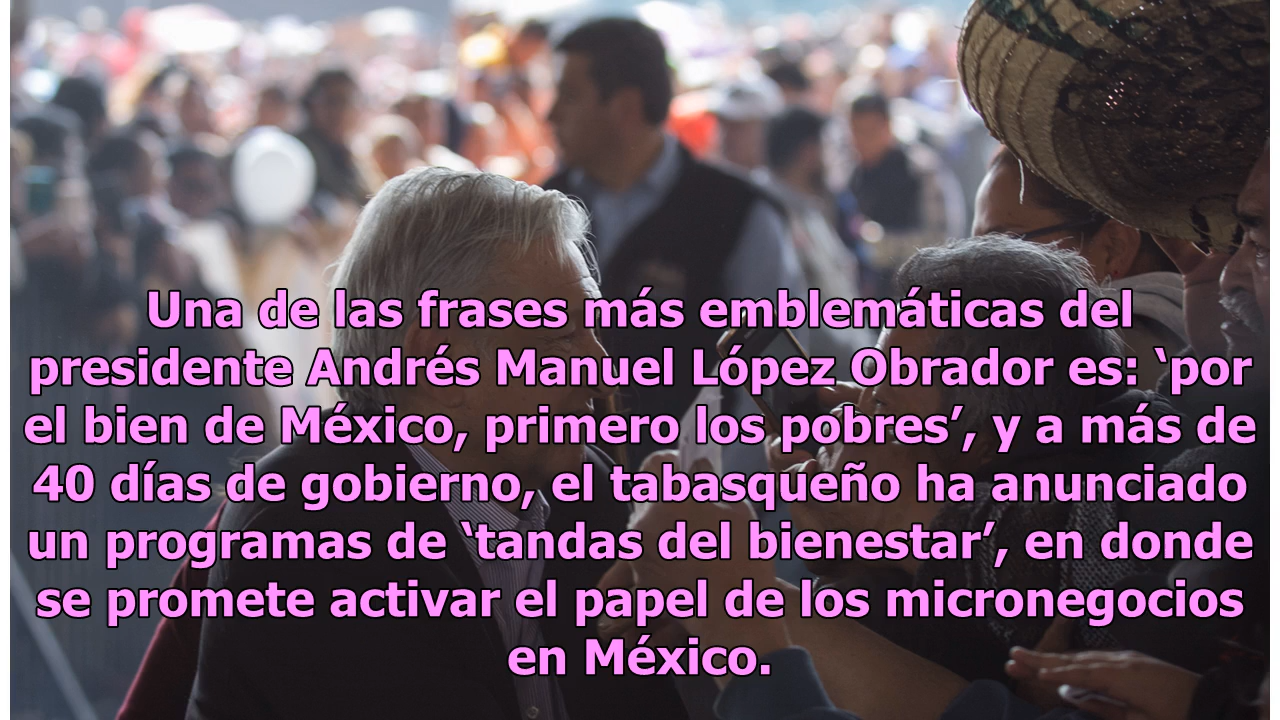 Una de las frases más emblemáticas del
presidente Andrés Manuel López Obrador es: ‘por
el bien de México, primero los pobres’, y a más de
40 días de gobierno, el tabasqueño ha anunciado
un programas de ‘tandas del bienestar’, en donde
se promete activar el papel de los micronegocios
en México.